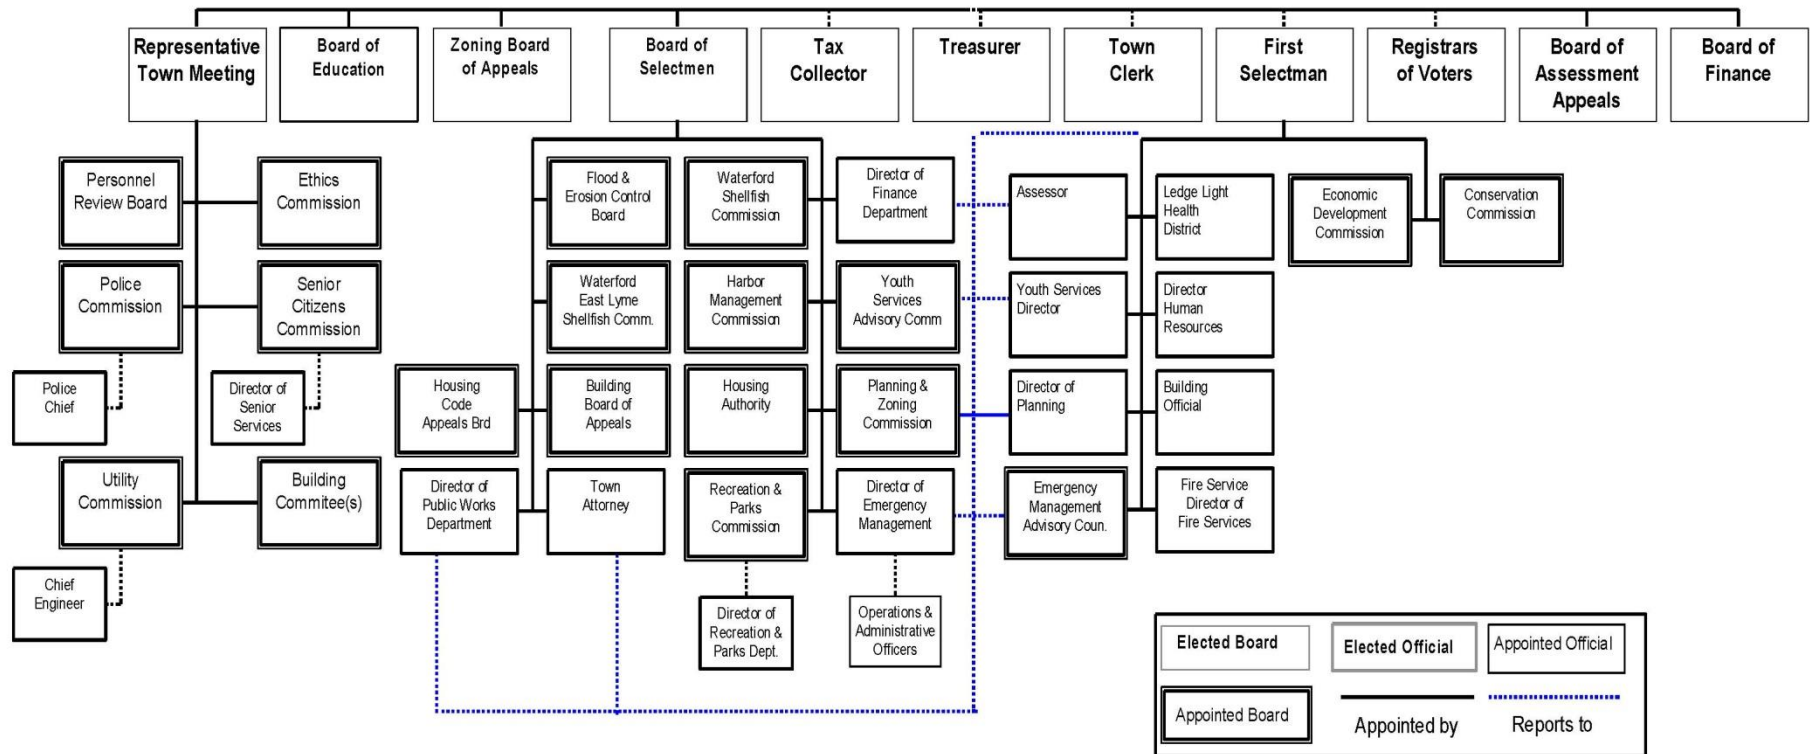 Representative
Town Meeting
Board of
Education
Zoning Board
of Appeals
Board of
Selectmen
Tax
Collector
Treasurer
Town
Clerk
First
Selectman
Registrars
of Voters
Board of
Assessment
Appeals
Board of
Finance
Personnel
Review Board
Ethics
Commission
Police
Commission
Senior
Citizens
Commission
Police
Chief
Director of
Senior
Services
Utility
Commission
Building
Commitee(s)
Chief
Engineer
Flood &
Erosion Control
Board
Waterford
Shellfish
Commission
Director of
Finance
Department
Waterford
East Lyme
Shellfish Comm.
Harbor
Management
Commission
Youth
Services
Advisory Comm
Housing
Code
Appeals Brd
Building
Board of
Appeals
Housing
Authority
Planning &
Zoning
Commission
Director of
Public Works
Department
Town
Attorney
Recreation &
Parks
Commission
Director of
Emergency
Management
Director of
Recreation &
Parks Dept.
Operations &
Administrative
Officers
Assessor
Ledge Light
Health
District
Youth Services
Director
Director
Human
Resources
Director of
Planning
Building
Official
Emergency
Management
Advisory Coun.
Fire Service
Director of
Fire Services
Economic
Development
Commission
Conservation
Commission
Elected Board
Elected Official
Appointed Official
Appointed Board
Appointed by
Reports to